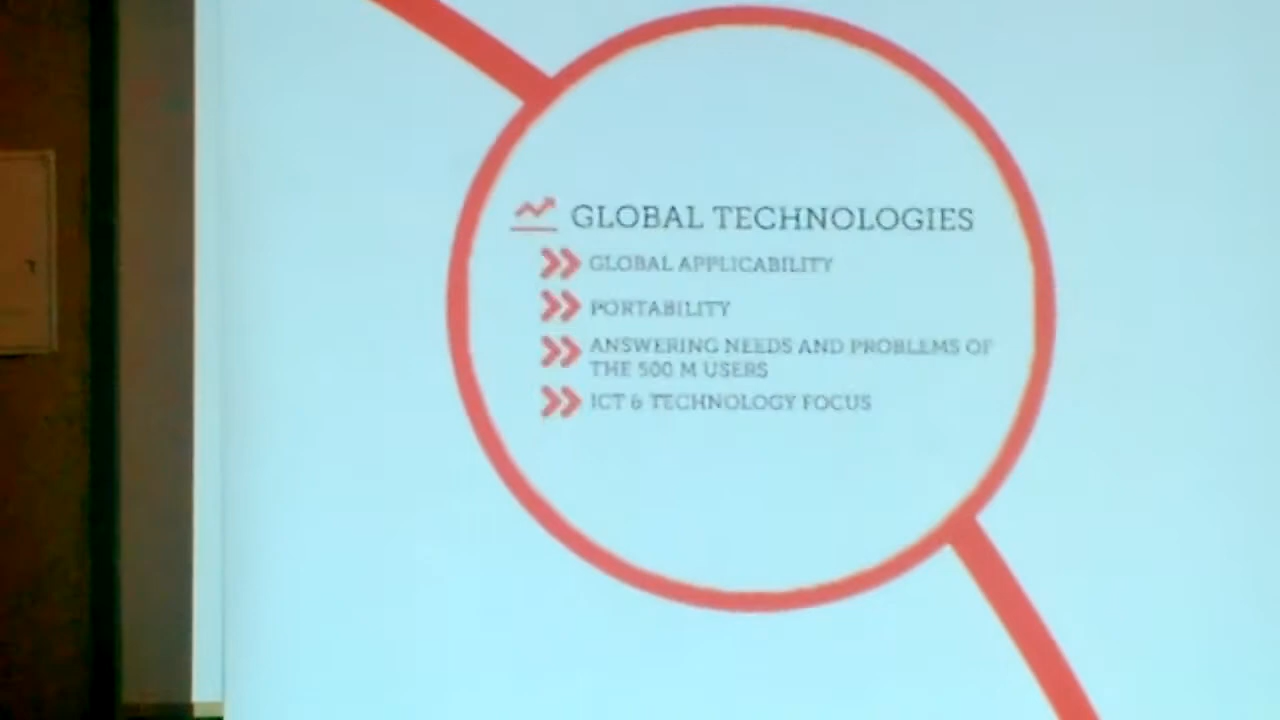 GLOBAL TECHNOLOGIES
GLOBAL APPLICABILITY
PORTABILITY
ANSWERING NEEDS AND PROBLEMS OF
THE 500 M USERS
ICT & TECHNOLOGY FOCUS